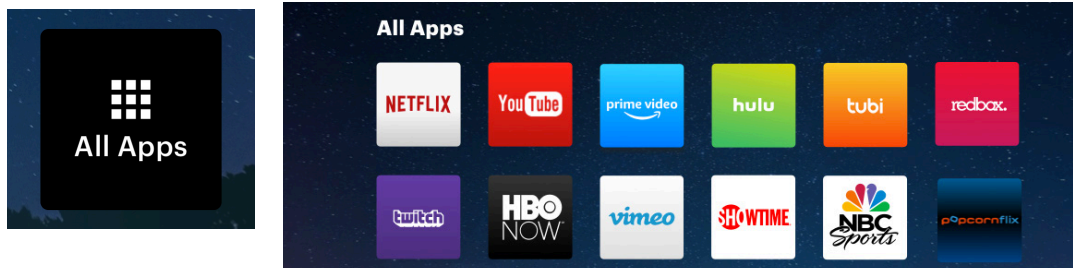 All Apps
All Apps
NETFLIX
YouTube
prime video
hulu
tubi
redbox.
twitch
HBO
NOW
vimeo
SHOWTIME
NBC
Sports
popcornflix